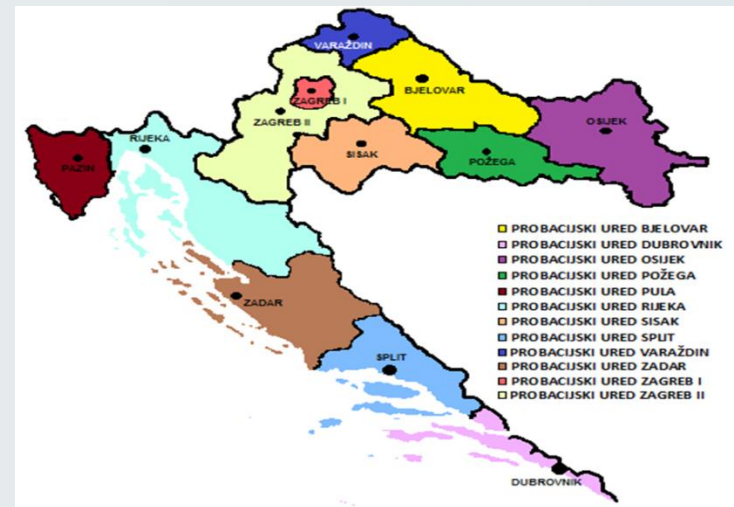 VARAŽDIN
BJELOVAR
ZAGREB I
ZAGREB II
OSIJEK
RIJEKA
PAZIN
SISAK
POŽEGA
ZADAR
SPLIT
DUBROVNIK
PROBACIJSKI URED BJELOVAR
PROBACIJSKI URED DUBROVNIK
PROBACIJSKI URED OSIJEK
PROBACIJSKI URED POŽEGA
PROBACIJSKI URED PULA
PROBACIJSKI URED RIJEKA
PROBACIJSKI URED SISAK
PROBACIJSKI URED SPLIT
PROBACIJSKI URED VARAŽDIN
PROBACIJSKI URED ZADAR
PROBACIJSKI URED ZAGREB I
PROBACIJSKI URED ZAGREB II